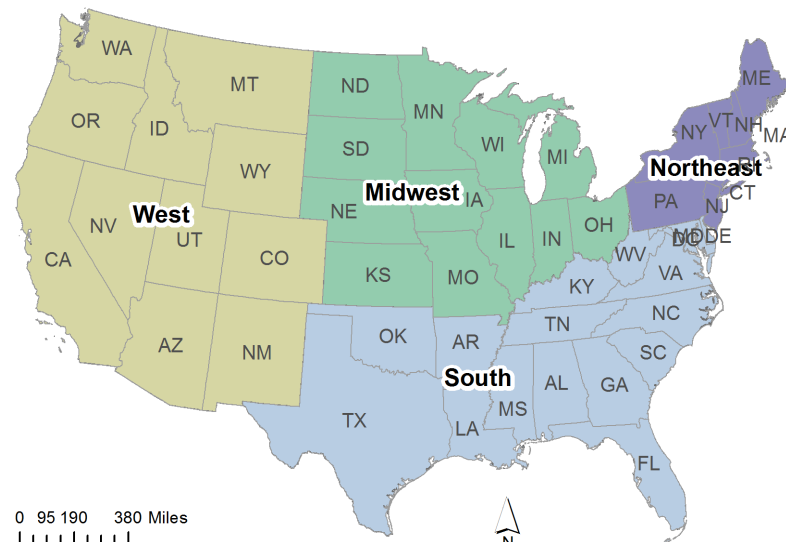 WA
MT
ND
MN
ME
OR
ID
SD
WI
MI
NY
VT
NH
MA
WY
Northeast
RI
West
Midwest
NE
IA
PA
NJ
CT
NV
UT
CO
IL
IN
OH
MD
DC
DE
CA
KS
MO
WV
VA
KY
AZ
NM
OK
AR
TN
NC
SC
South
TX
LA
MS
AL
GA
FL
0 95 190 380 Miles
N